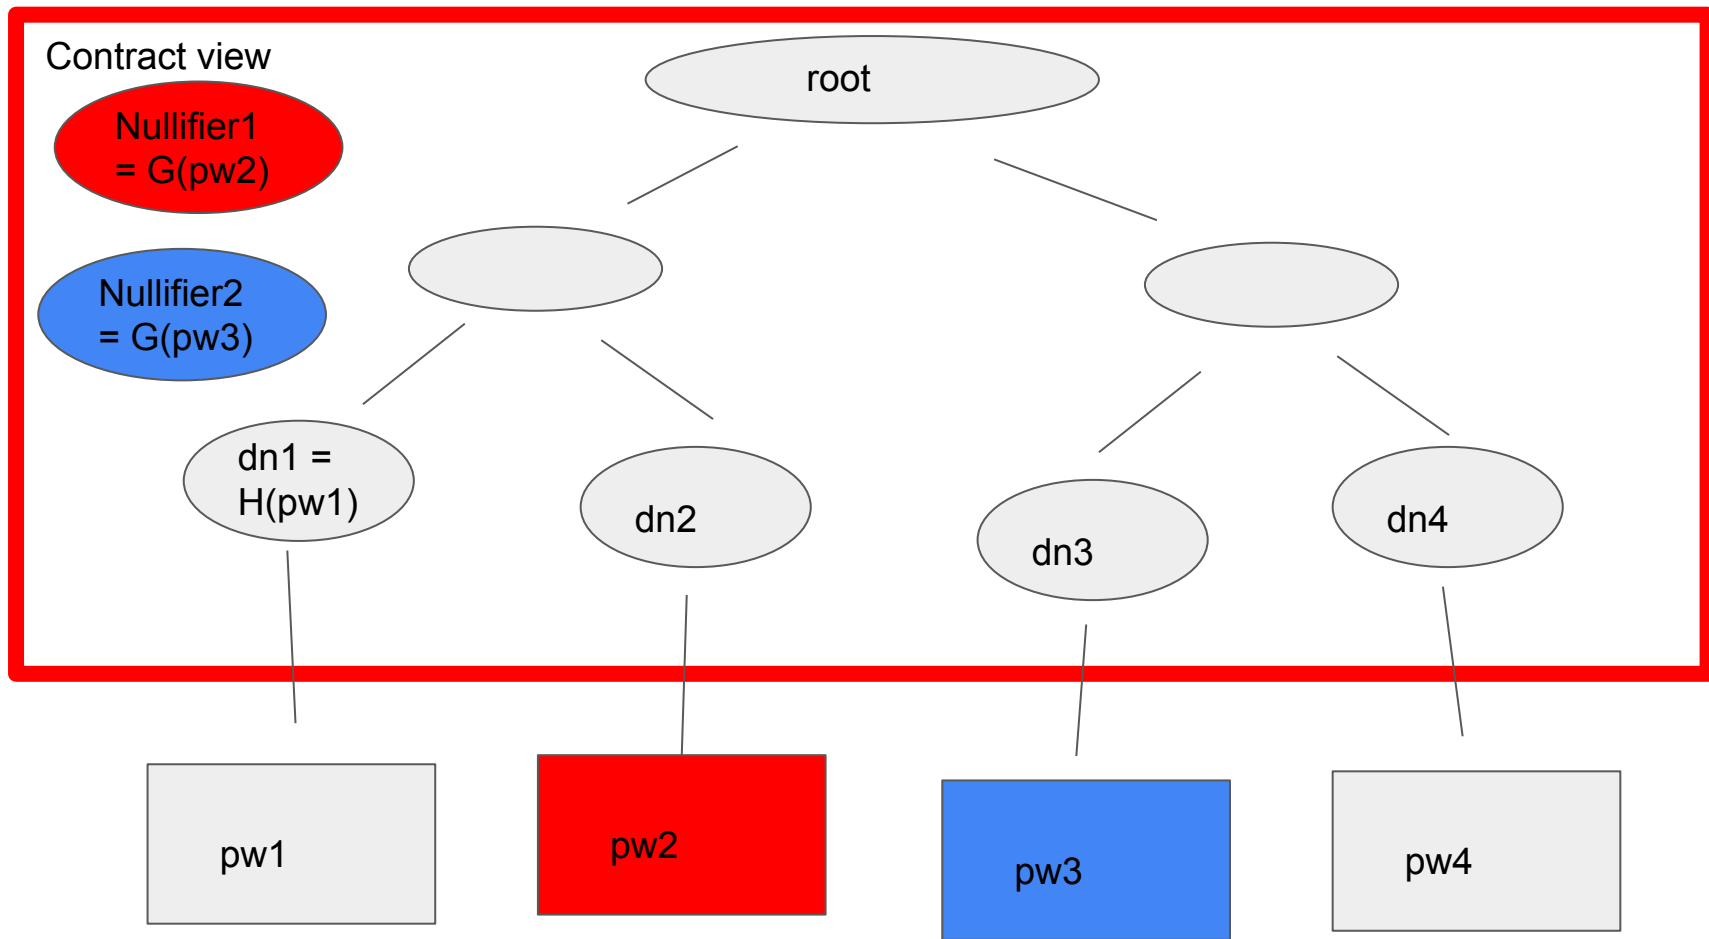 Contract view
root
Nullifier1
= G(pw2)
Nullifier2
= G(pw3)
dn1 =
H(pw1)
dn2
dn3
dn4
pw1
pw2
pw3
pw4